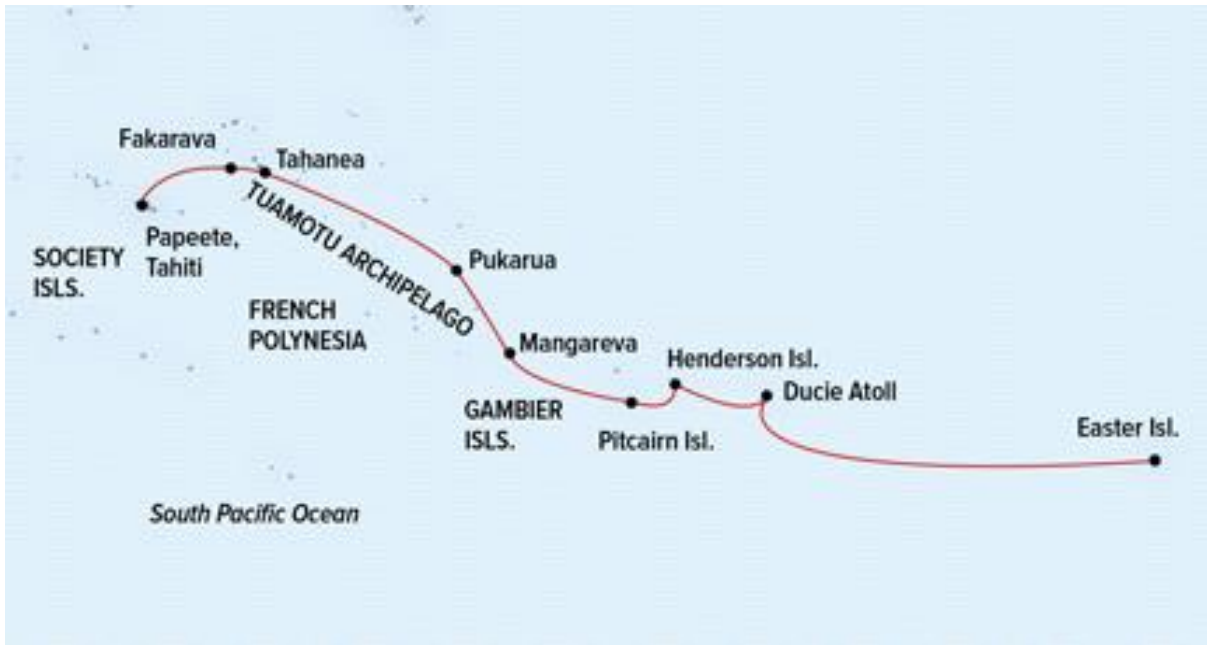 Fakarava
Tahanea
Papeete,
Tahiti
SOCIETY
ISLS.
TUAMOTU ARCHIPELAGO
Pukarua
FRENCH
POLYNESIA
Mangareva
Henderson Isl.
Ducie Atoll
GAMBIER
ISLS.
Pitcairn Isl.
Easter Isl.
South Pacific Ocean